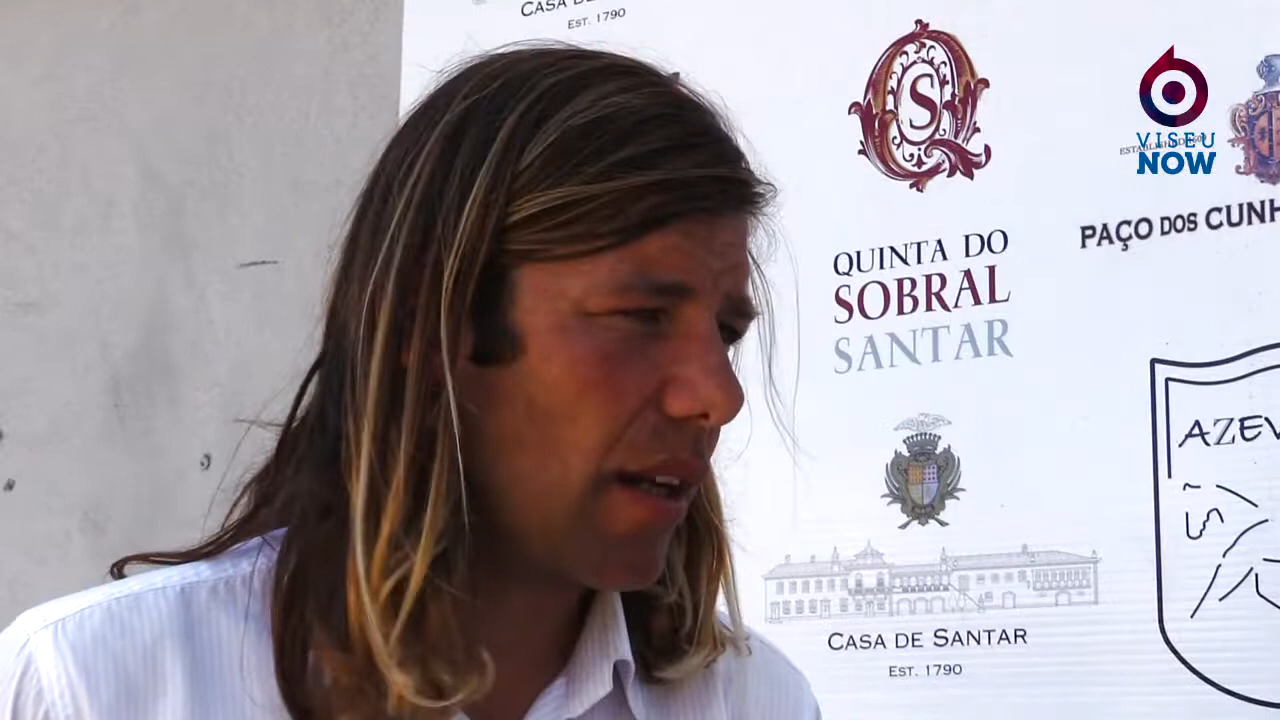 CASA DE
EST. 1790
QS
VISEU
NOW
PAÇO DOS CUNH
QUINTA DO
SOBRAL
SANTAR
AZEV
CASA DE SANTAR
EST. 1790